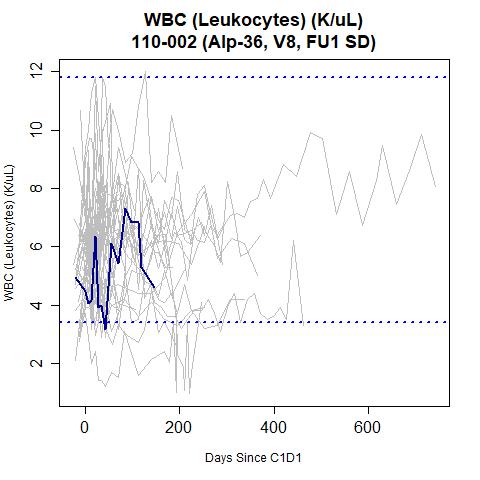 WBC (Leukocytes) (K/uL)
110-002 (Alp-36, V8, FU1 SD)
WBC (Leukocytes) (K/uL)
12
10
8
6
4
2
0 200 400 600
Days Since C1D1